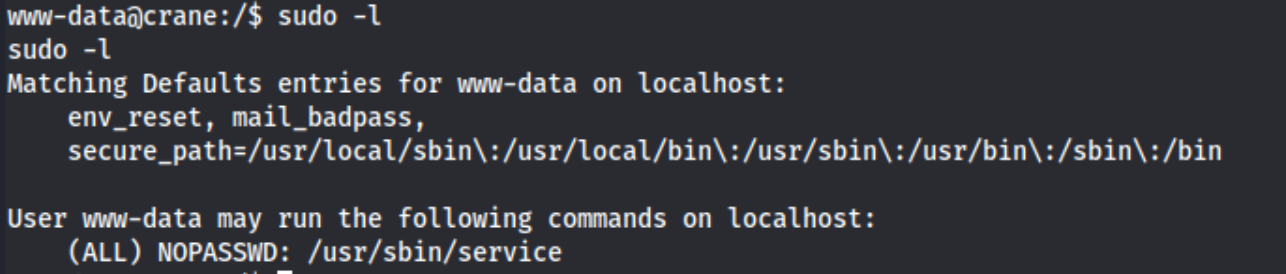 www-data@crane:/$ sudo -l
sudo -l
Matching Defaults entries for www-data on localhost:
    env_reset, mail_badpass,
    secure_path=/usr/local/sbin\:/usr/local/bin\:/usr/sbin\:/usr/bin\:/sbin\:/bin

User www-data may run the following commands on localhost:
    (ALL) NOPASSWD: /usr/sbin/service